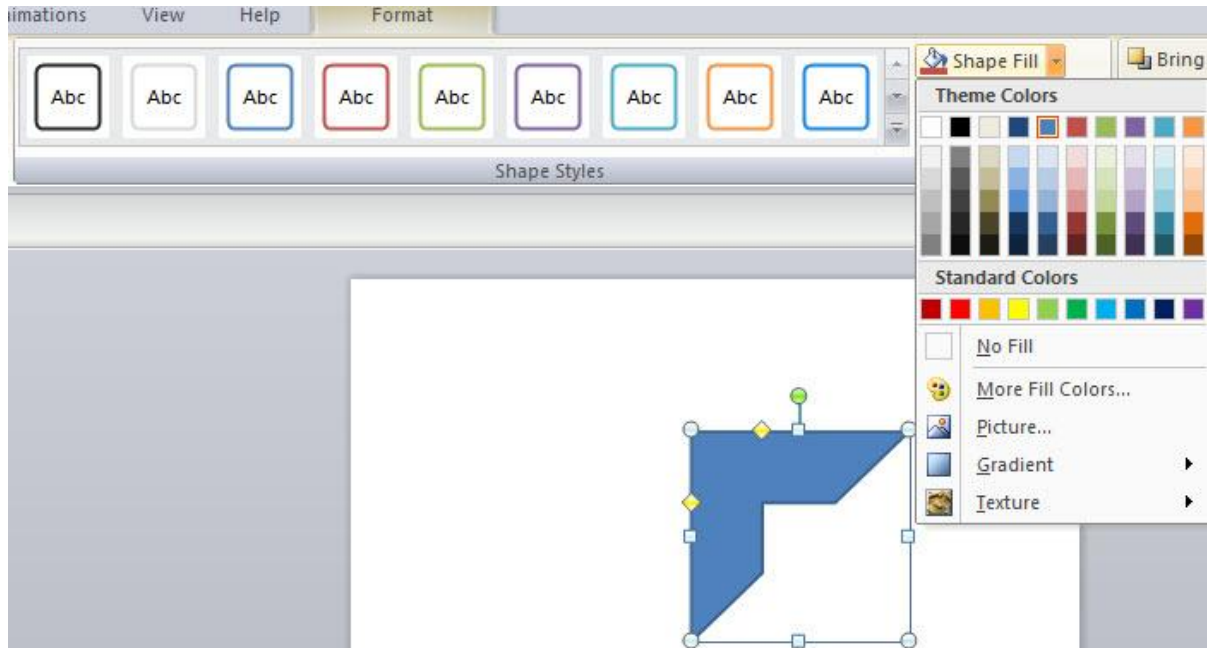 nimations View Help Format
Abc Abc Abc Abc Abc Abc Abc Abc Abc
Shape Fill
Bring
Shape Styles
Theme Colors
Standard Colors
No Fill
More Fill Colors...
Picture...
Gradient
Texture